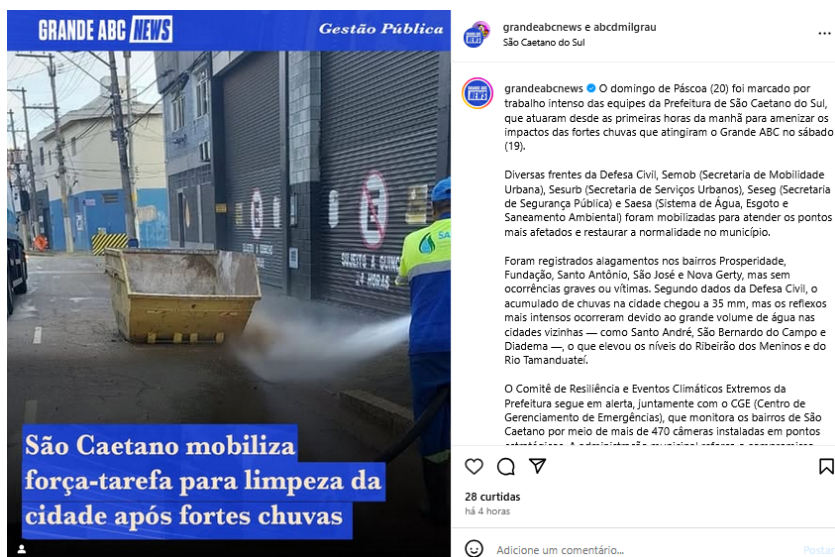 GRANDE ABC NEWS
Gestão Pública
SUJEITO A GUINCHO
24 HORAS
São Caetano mobiliza
força-tarefa para limpeza da
cidade após fortes chuvas
grandeabcnews e abcdmilgrau
São Caetano do Sul
grandeabcnews O domingo de Páscoa (20) foi marcado por
trabalho intenso das equipes da Prefeitura de São Caetano do Sul,
que atuaram desde as primeiras horas da manhã para amenizar os
impactos das fortes chuvas que atingiram o Grande ABC no sábado
(19).
Diversas frentes da Defesa Civil, Semob (Secretaria de Mobilidade
Urbana), Sesurb (Secretaria de Serviços Urbanos), Seseg (Secretaria
de Segurança Pública) e Saesa (Sistema de Água, Esgoto e
Saneamento Ambiental) foram mobilizadas para atender os pontos
mais afetados e restaurar a normalidade no município.
Foram registrados alagamentos nos bairros Prosperidade,
Fundação, Santo Antônio, São José e Nova Gerty, mas sem
ocorrências graves ou vítimas. Segundo dados da Defesa Civil, o
acumulado de chuvas na cidade chegou a 35 mm, mas os reflexos
mais intensos ocorreram devido ao grande volume de água nas
cidades vizinhas — como Santo André, São Bernardo do Campo e
Diadema —, o que elevou os níveis do Ribeirão dos Meninos e do
Rio Tamanduateí.
O Comitê de Resiliência e Eventos Climáticos Extremos da
Prefeitura segue em alerta, juntamente com o CGE (Centro de
Gerenciamento de Emergências), que monitora os bairros de São
Caetano por meio de mais de 470 câmeras instaladas em pontos
28 curtidas
há 4 horas
Adicione um comentário...
Postar